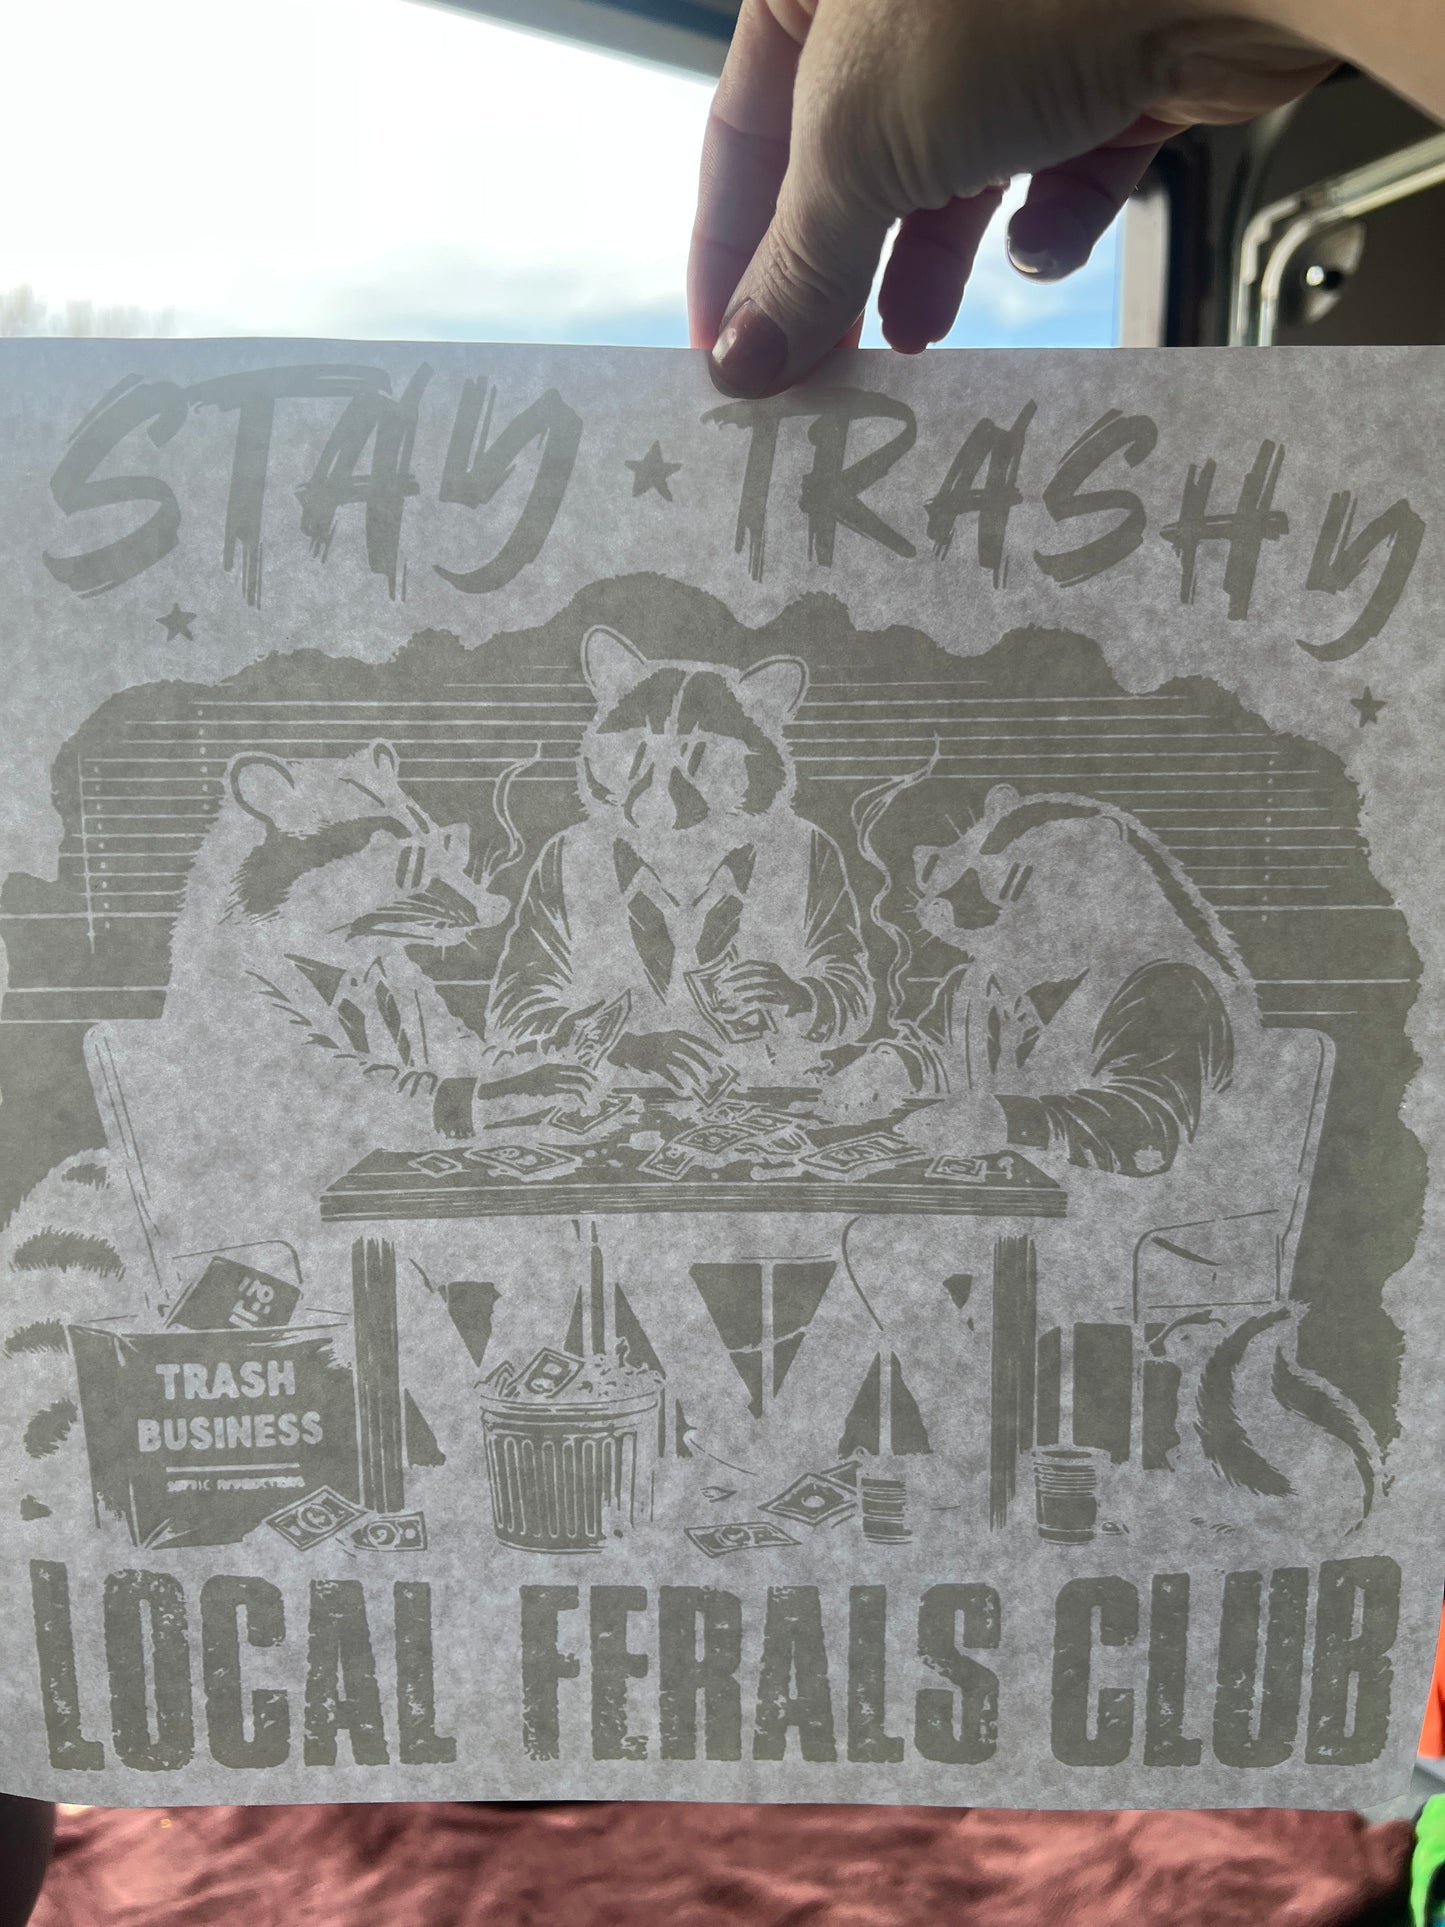 STAY ★ TRASHY
TRASH
BUSINESS
LOCAL FERALS CLUB